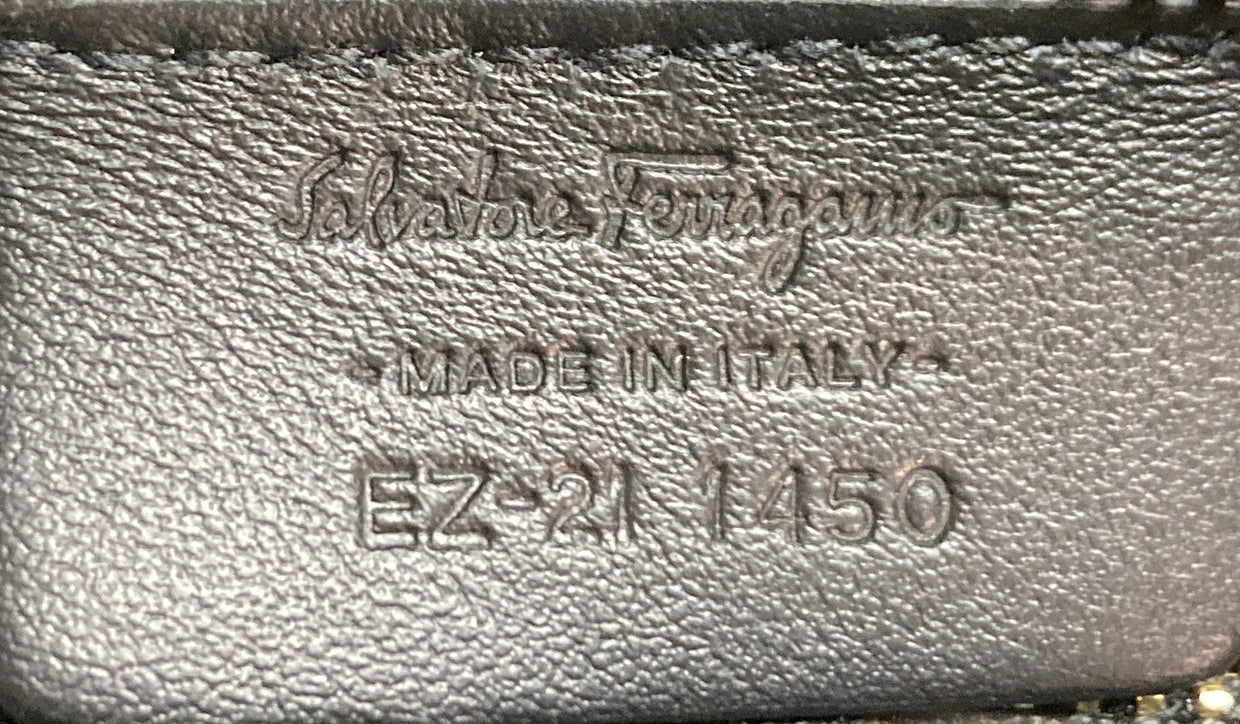 Salvatore Ferragamo
-MADE IN ITALY-
EZ-21 1450